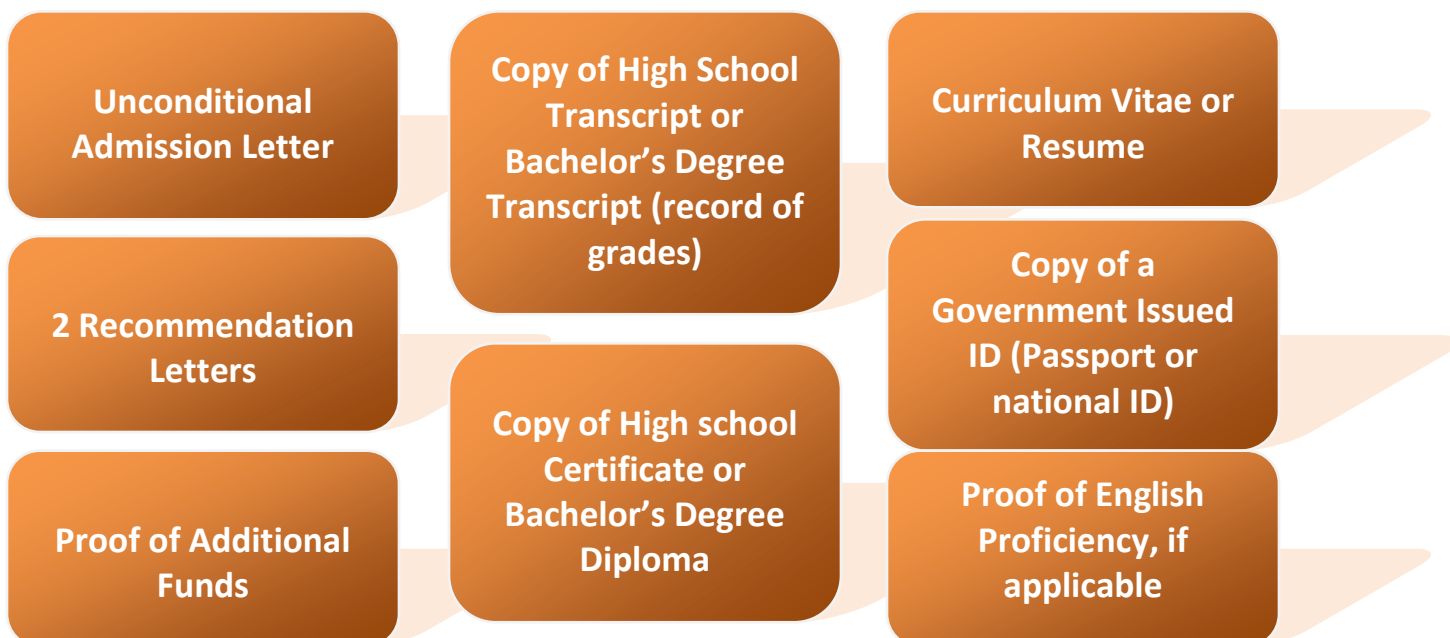 Unconditional
Admission Letter
2 Recommendation
Letters
Proof of Additional
Funds
Copy of High School
Transcript or
Bachelor’s Degree
Transcript (record of
grades)
Copy of High school
Certificate or
Bachelor’s Degree
Diploma
Curriculum Vitae or
Resume
Copy of a
Government Issued
ID (Passport or
national ID)
Proof of English
Proficiency, if
applicable